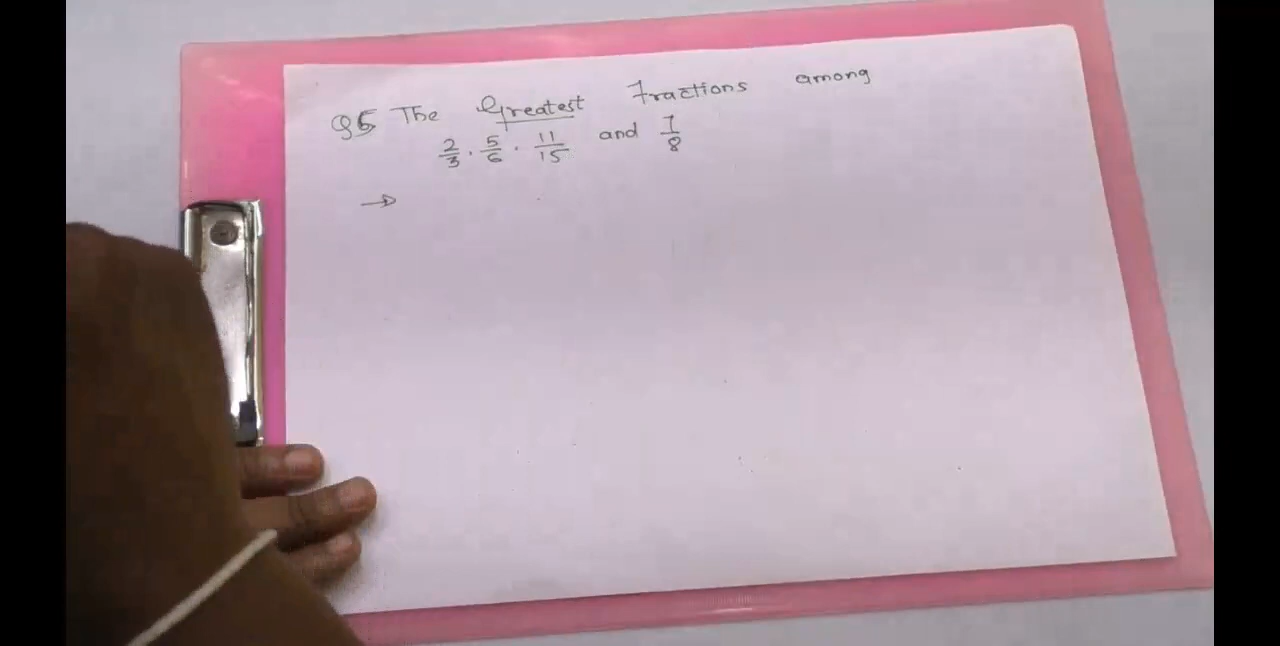 Q5 The Greatest Fractions among
2/3 . 5/6 . 11/15 and 7/8